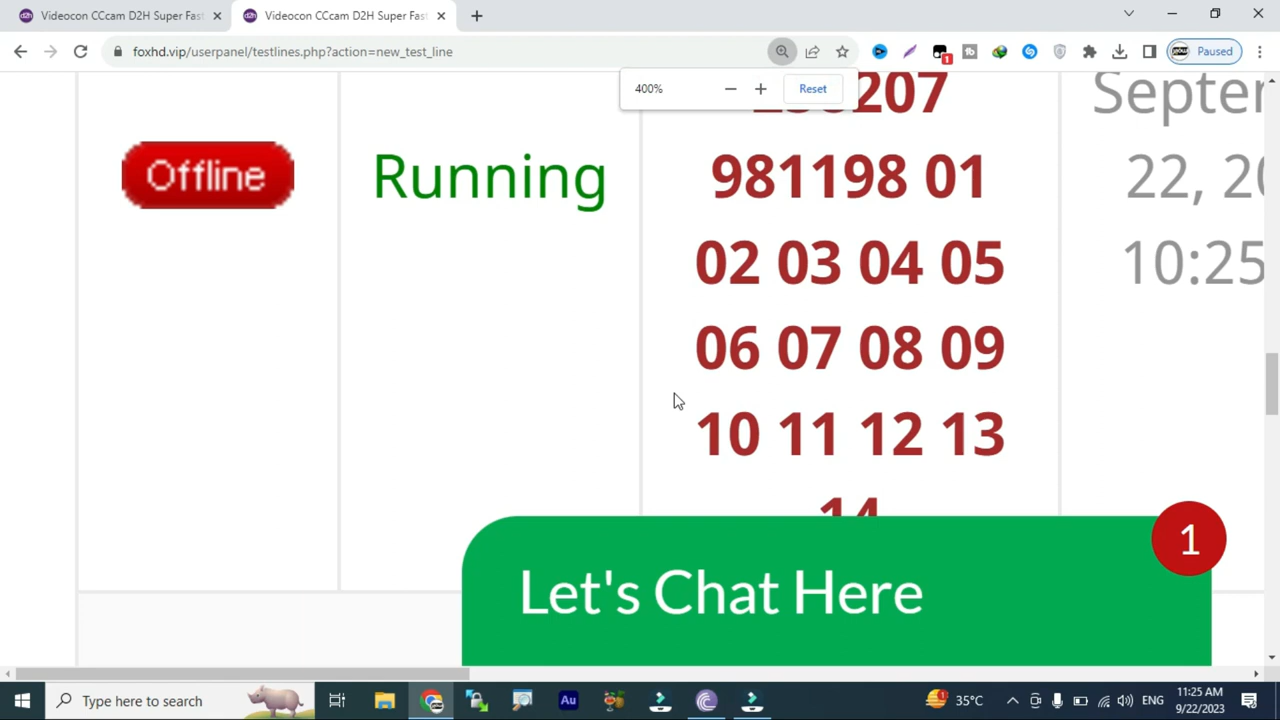 Videocon CCcam D2H Super Fast
Videocon CCcam D2H Super Fast
foxhd.vip/userpanel/testlines.php?action=new_test_line
1
Paused
400%
Reset
207
Offline
Running
981198 01
02 03 04 05
06 07 08 09
10 11 12 13
14
22, 20
10:25
Let's Chat Here
1
Type here to search
Au
35°C
ENG
11:25 AM
9/22/2023